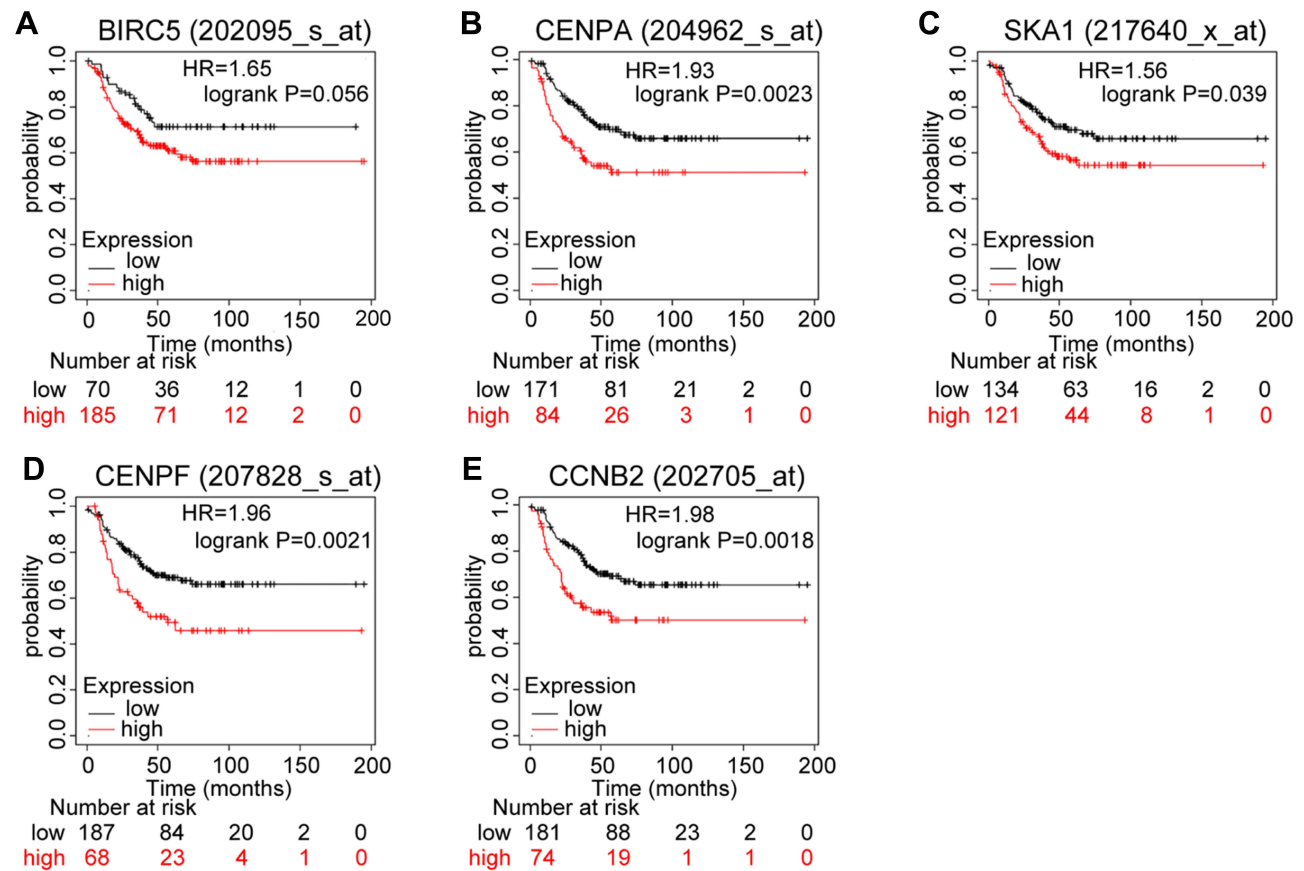 A
BIRC5 (202095_s_at)
HR=1.65
logrank P=0.056
probability
0.0 0.2 0.4 0.6 0.8 1.0
Expression
low
high
0 50 100 150 200
Time (months)
Number at risk
low 70 36 12 1 0
high 185 71 12 2 0
B
CENPA (204962_s_at)
HR=1.93
logrank P=0.0023
probability
0.0 0.2 0.4 0.6 0.8 1.0
Expression
low
high
0 50 100 150 200
Time (months)
Number at risk
low 171 81 21 2 0
high 84 26 3 1 0
C
SKA1 (217640_x_at)
HR=1.56
logrank P=0.039
probability
0.0 0.2 0.4 0.6 0.8 1.0
Expression
low
high
0 50 100 150 200
Time (months)
Number at risk
low 134 63 16 2 0
high 121 44 8 1 0
D
CENPF (207828_s_at)
HR=1.96
logrank P=0.0021
probability
0.0 0.2 0.4 0.6 0.8 1.0
Expression
low
high
0 50 100 150 200
Time (months)
Number at risk
low 187 84 20 2 0
high 68 23 4 1 0
E
CCNB2 (202705_at)
HR=1.98
logrank P=0.0018
probability
0.0 0.2 0.4 0.6 0.8 1.0
Expression
low
high
0 50 100 150 200
Time (months)
Number at risk
low 181 88 23 2 0
high 74 19 1 1 0